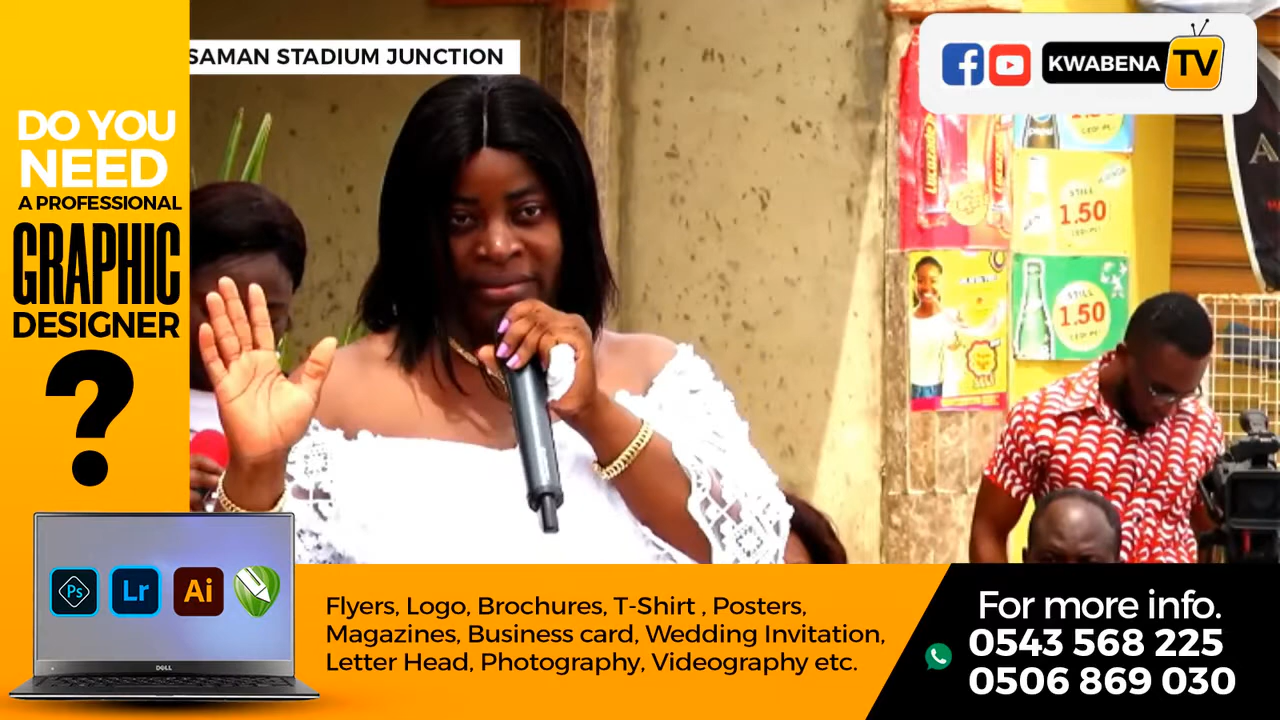 SAMAN STADIUM JUNCTION
KWABENA TV
DO YOU
NEED
A PROFESSIONAL
GRAPHIC
DESIGNER
?
Ps
Lr
Ai
DELL
Flyers, Logo, Brochures, T-Shirt , Posters,
Magazines, Business card, Wedding Invitation,
Letter Head, Photography, Videography etc.
For more info.
0543 568 225
0506 869 030
Lucozade
pepsi
STILL
1.50
STILL
1.50